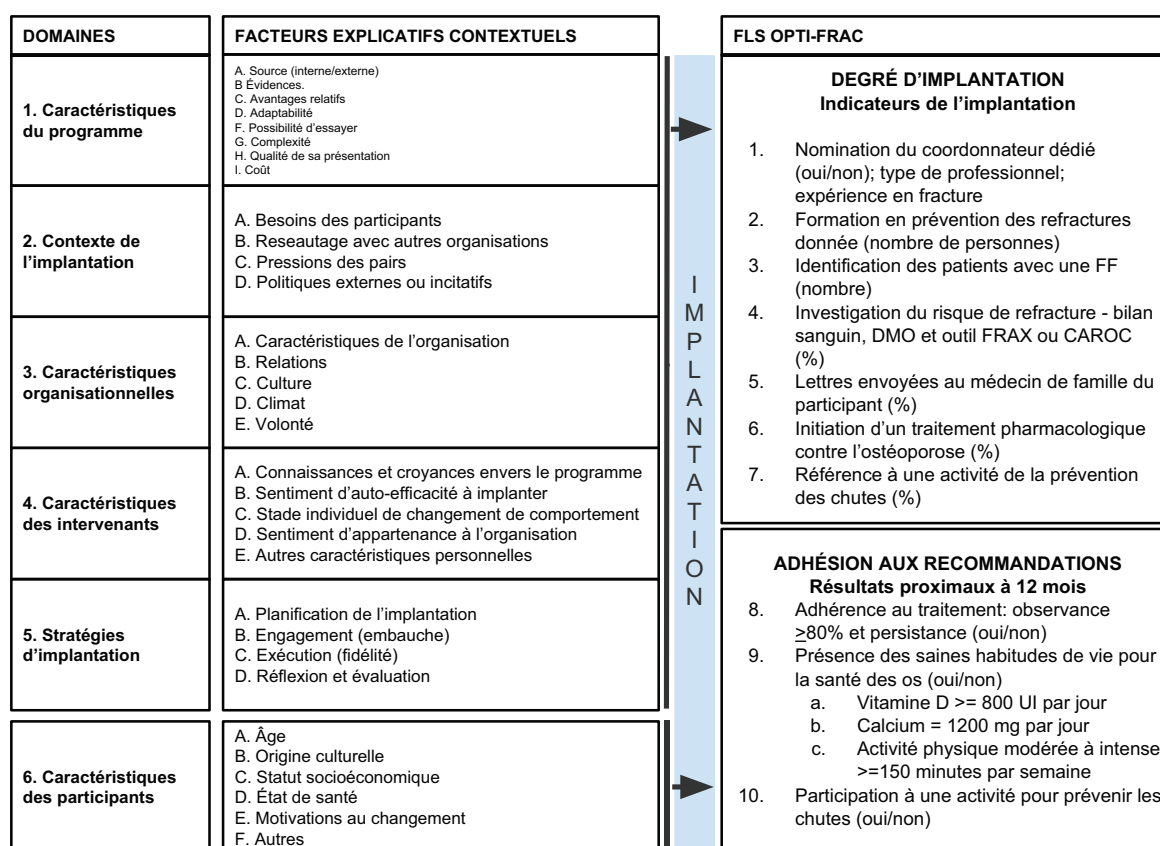 DOMAINES
FACTEURS EXPLICATIFS CONTEXTUELS
1. Caractéristiques
du programme
A. Source (interne/externe)
B Évidences.
C. Avantages relatifs
D. Adaptabilité
F. Possibilité d'essayer
G. Complexité
H. Qualité de sa présentation
I. Coût
2. Contexte de
l'implantation
A. Besoins des participants
B. Reseautage avec autres organisations
C. Pressions des pairs
D. Politiques externes ou incitatifs
3. Caractéristiques
organisationnelles
A. Caractéristiques de l'organisation
B. Relations
C. Culture
D. Climat
E. Volonté
4. Caractéristiques
des intervenants
A. Connaissances et croyances envers le programme
B. Sentiment d'auto-efficacité à implanter
C. Stade individuel de changement de comportement
D. Sentiment d'appartenance à l'organisation
E. Autres caractéristiques personnelles
5. Stratégies
d'implantation
A. Planification de l'implantation
B. Engagement (embauche)
C. Exécution (fidélité)
D. Réflexion et évaluation
6. Caractéristiques
des participants
A. Âge
B. Origine culturelle
C. Statut socioéconomique
D. État de santé
E. Motivations au changement
F. Autres
IMPLANTATION
FLS OPTI-FRAC
DEGRÉ D'IMPLANTATION
Indicateurs de l'implantation
1. Nomination du coordonnateur dédié
(oui/non); type de professionnel;
expérience en fracture
2. Formation en prévention des refractures
donnée (nombre de personnes)
3. Identification des patients avec une FF
(nombre)
4. Investigation du risque de refracture - bilan
sanguin, DMO et outil FRAX ou CAROC
(%)
5. Lettres envoyées au médecin de famille du
participant (%)
6. Initiation d'un traitement pharmacologique
contre l'ostéoporose (%)
7. Référence à une activité de la prévention
des chutes (%)
ADHÉSION AUX RECOMMANDATIONS
Résultats proximaux à 12 mois
8. Adhérence au traitement: observance
≥80% et persistance (oui/non)
9. Présence des saines habitudes de vie pour
la santé des os (oui/non)
a. Vitamine D >= 800 UI par jour
b. Calcium = 1200 mg par jour
c. Activité physique modérée à intense
>=150 minutes par semaine
10. Participation à une activité pour prévenir les
chutes (oui/non)